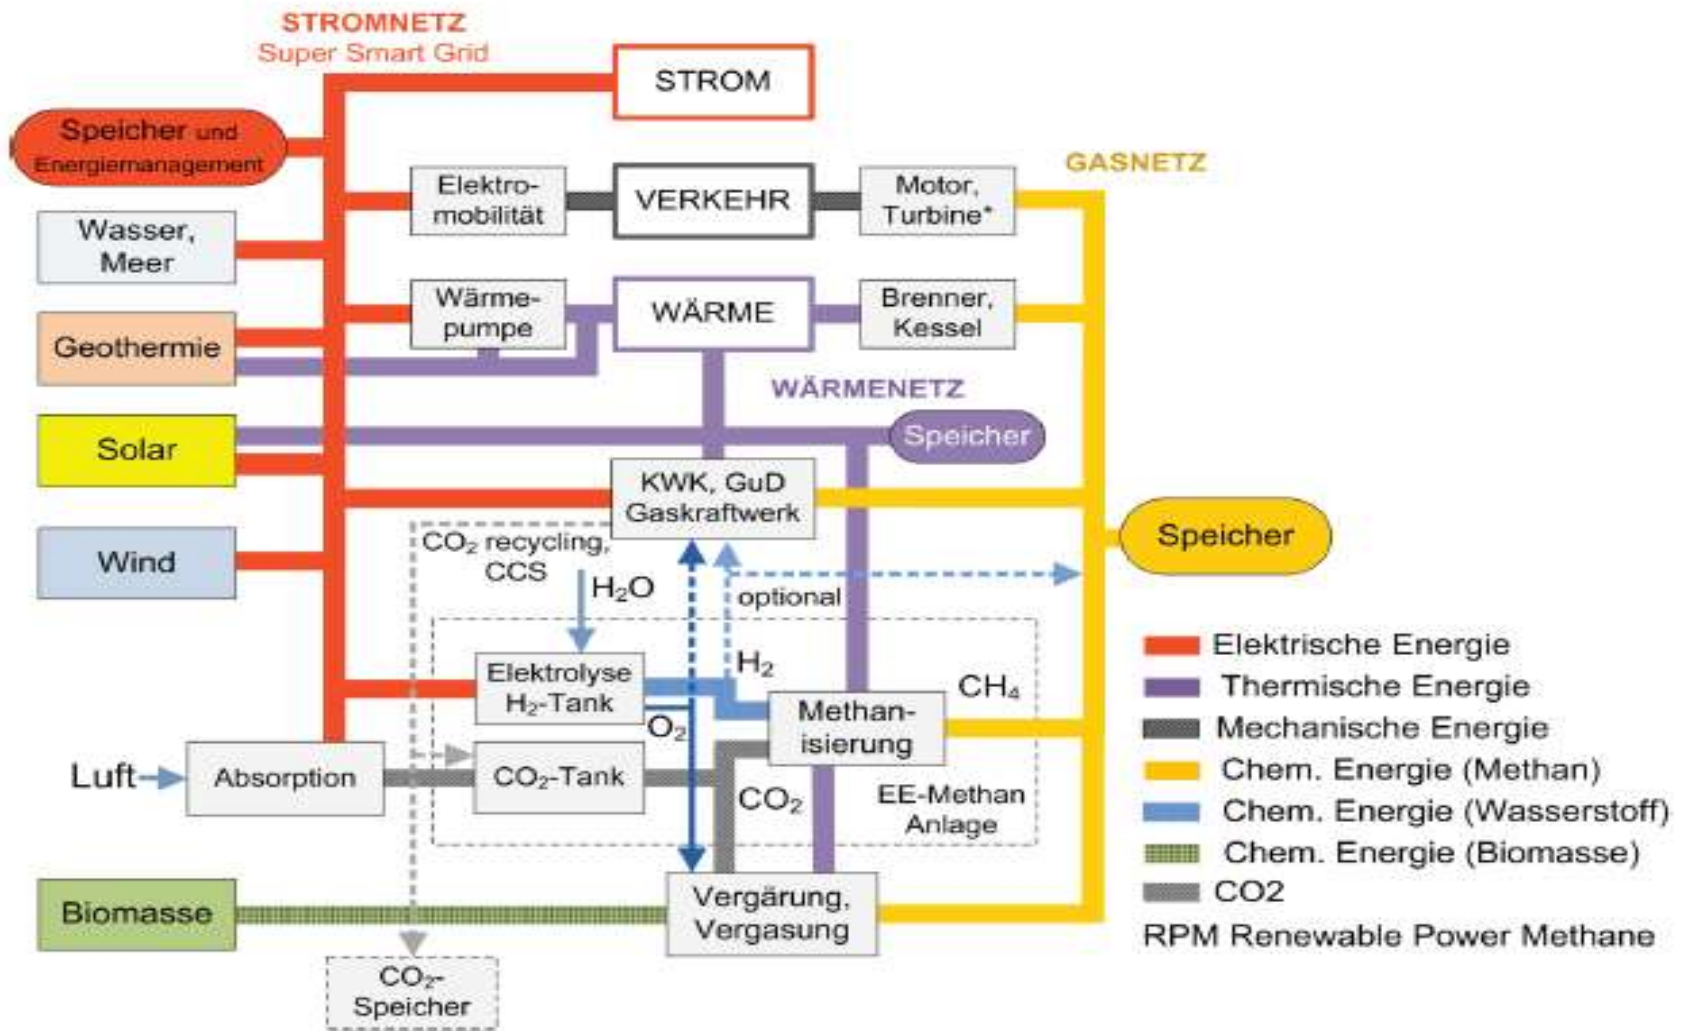 STROMNETZ
Super Smart Grid
STROM
Speicher und
Energiemanagement
GASNETZ
Elektro-
mobilität
VERKEHR
Motor,
Turbine*
Wasser,
Meer
Wärme-
pumpe
WÄRME
Brenner,
Kessel
Geothermie
WÄRMENETZ
Solar
Speicher
KWK, GuD
Gaskraftwerk
Speicher
Wind
CO₂ recycling,
CCS
H₂O
optional
Elektrolyse
H₂-Tank
H₂
O₂
CH₄
Methan-
isierung
Luft
Absorption
CO₂-Tank
CO₂
EE-Methan
Anlage
Biomasse
Vergärung,
Vergasung
CO₂-
Speicher
Elektrische Energie
Thermische Energie
Mechanische Energie
Chem. Energie (Methan)
Chem. Energie (Wasserstoff)
Chem. Energie (Biomasse)
CO2
RPM Renewable Power Methane